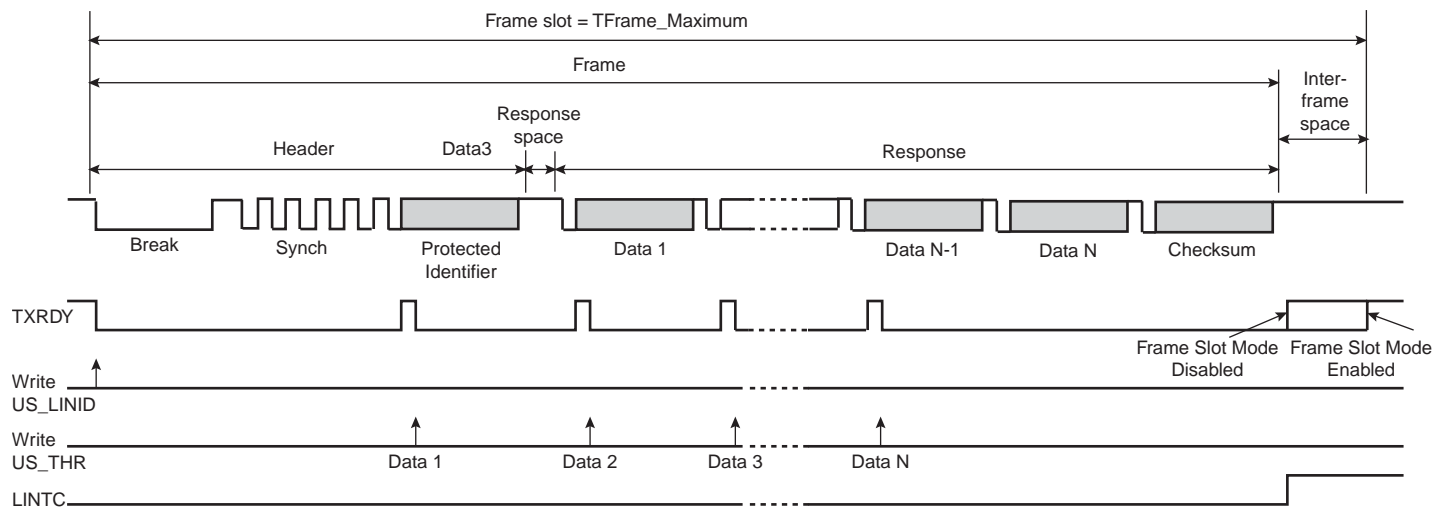 Frame slot = TFrame_Maximum
Frame
Inter-
frame
space
Response
space
Header
Data3
Response
Break
Synch
Protected
Identifier
Data 1
Data N-1
Data N
Checksum
TXRDY
Frame Slot Mode
Disabled
Frame Slot Mode
Enabled
Write
US_LINID
Write
US_THR
Data 1
Data 2
Data 3
Data N
LINTC